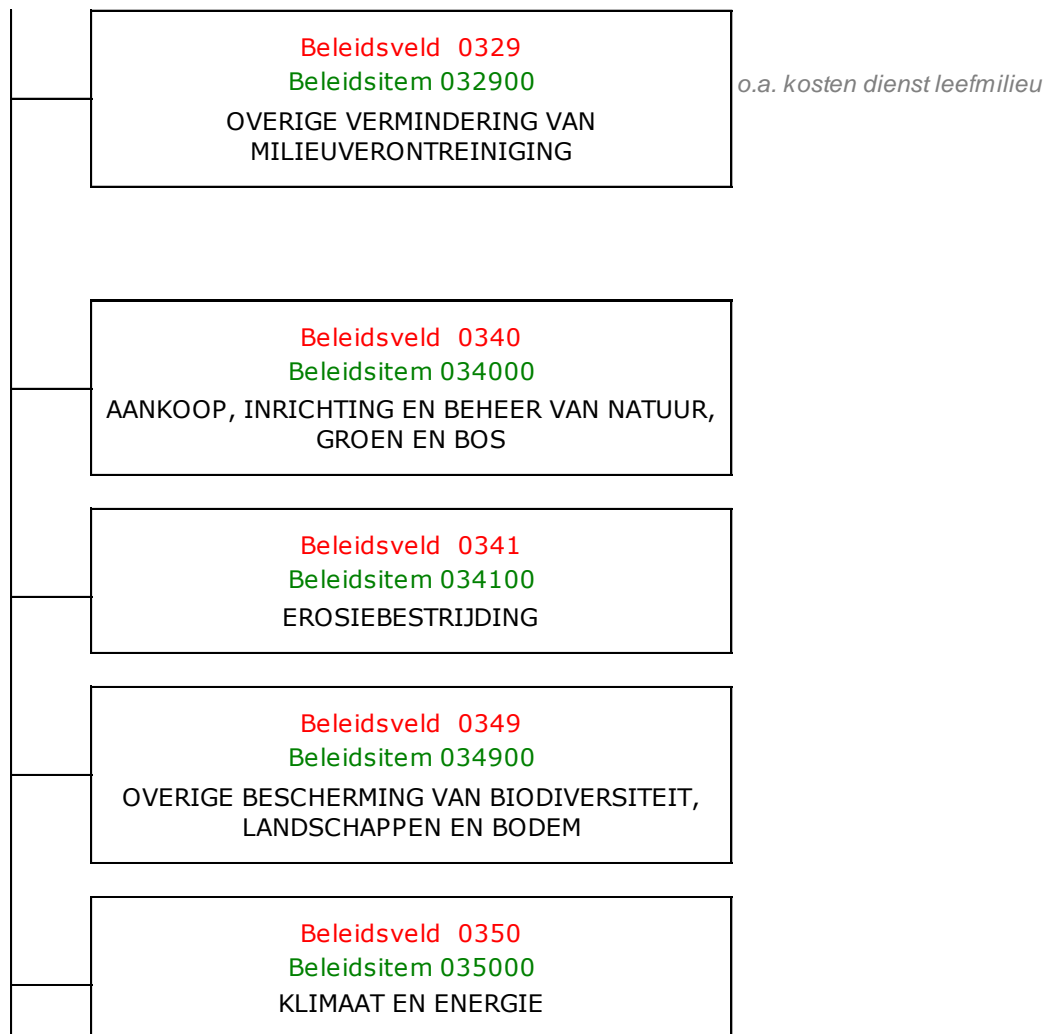 Beleidsveld 0329
Beleidsitem 032900
o.a. kosten dienst leefmilieu
OVERIGE VERMINDERING VAN
MILIEUVERONTREINIGING
Beleidsveld 0340
Beleidsitem 034000
AANKOOP, INRICHTING EN BEHEER VAN NATUUR,
GROEN EN BOS
Beleidsveld 0341
Beleidsitem 034100
EROSIEBESTRIJDING
Beleidsveld 0349
Beleidsitem 034900
OVERIGE BESCHERMING VAN BIODIVERSITEIT,
LANDSCHAPPEN EN BODEM
Beleidsveld 0350
Beleidsitem 035000
KLIMAAT EN ENERGIE